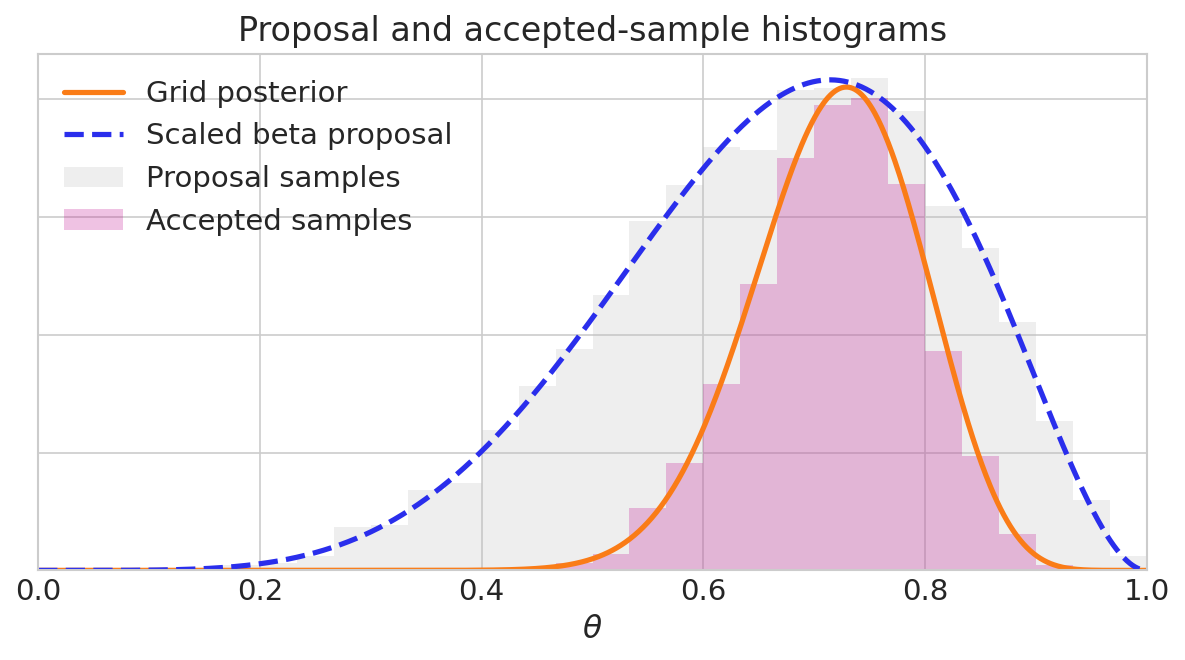 Proposal and accepted-sample histograms
Grid posterior
Scaled beta proposal
Proposal samples
Accepted samples
0.0 0.2 0.4 0.6 0.8 1.0
θ